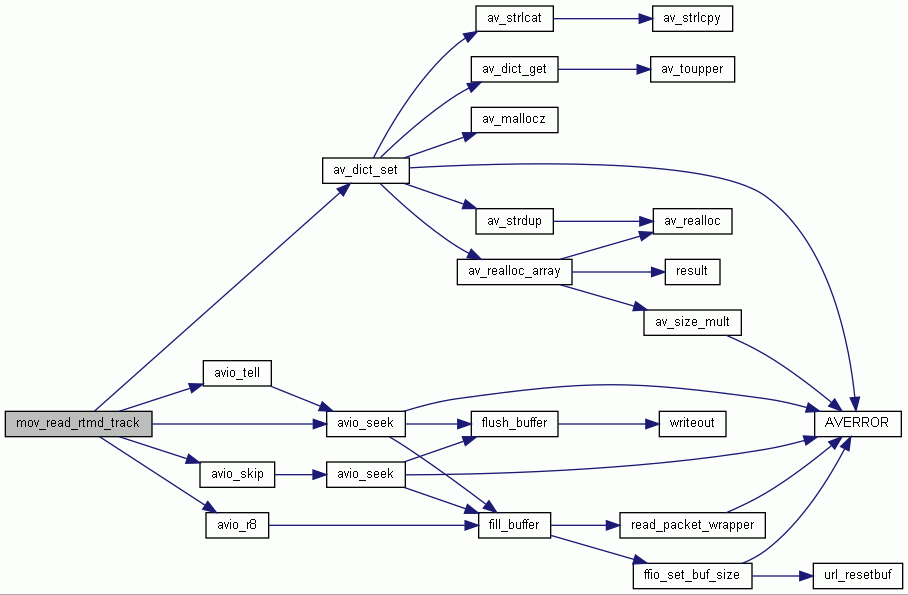 av_strlcat
av_strlcpy
av_dict_get
av_toupper
av_mallocz
av_dict_set
av_strdup
av_realloc
av_realloc_array
result
av_size_mult
avio_tell
mov_read_rtmd_track
avio_seek
flush_buffer
writeout
AVERROR
avio_skip
avio_seek
avio_r8
fill_buffer
read_packet_wrapper
ffio_set_buf_size
url_resetbuf